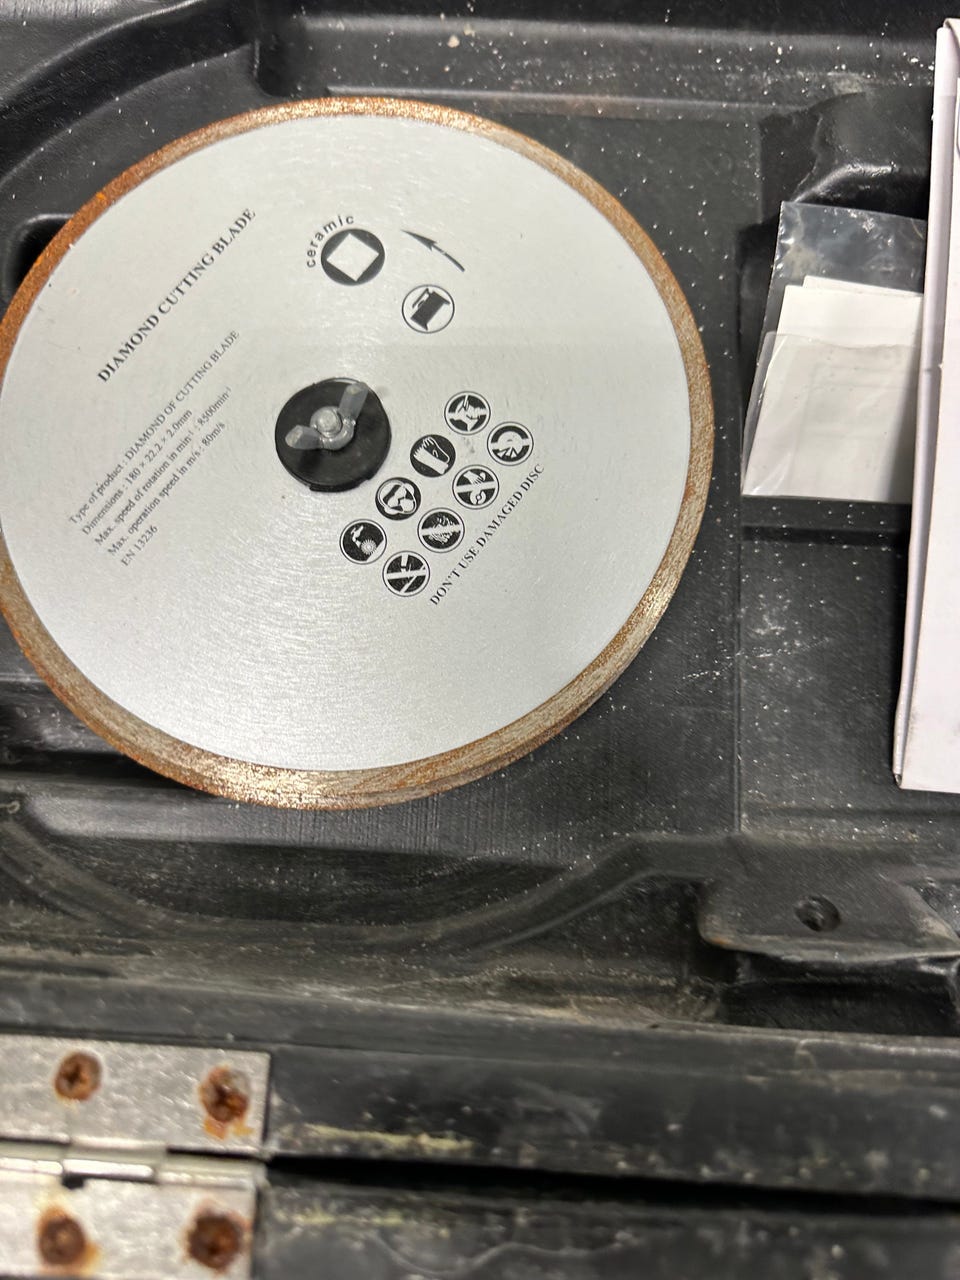 DIAMOND CUTTING BLADE
ceramic
Type of product : DIAMOND OF CUTTING BLADE
Dimensions : 180 × 22.2 × 2.0mm
Max. speed of rotation in min⁻¹ : 8500min⁻¹
Max. operation speed in m/s : 80m/s
EN 13236
DON'T USE DAMAGED DISC